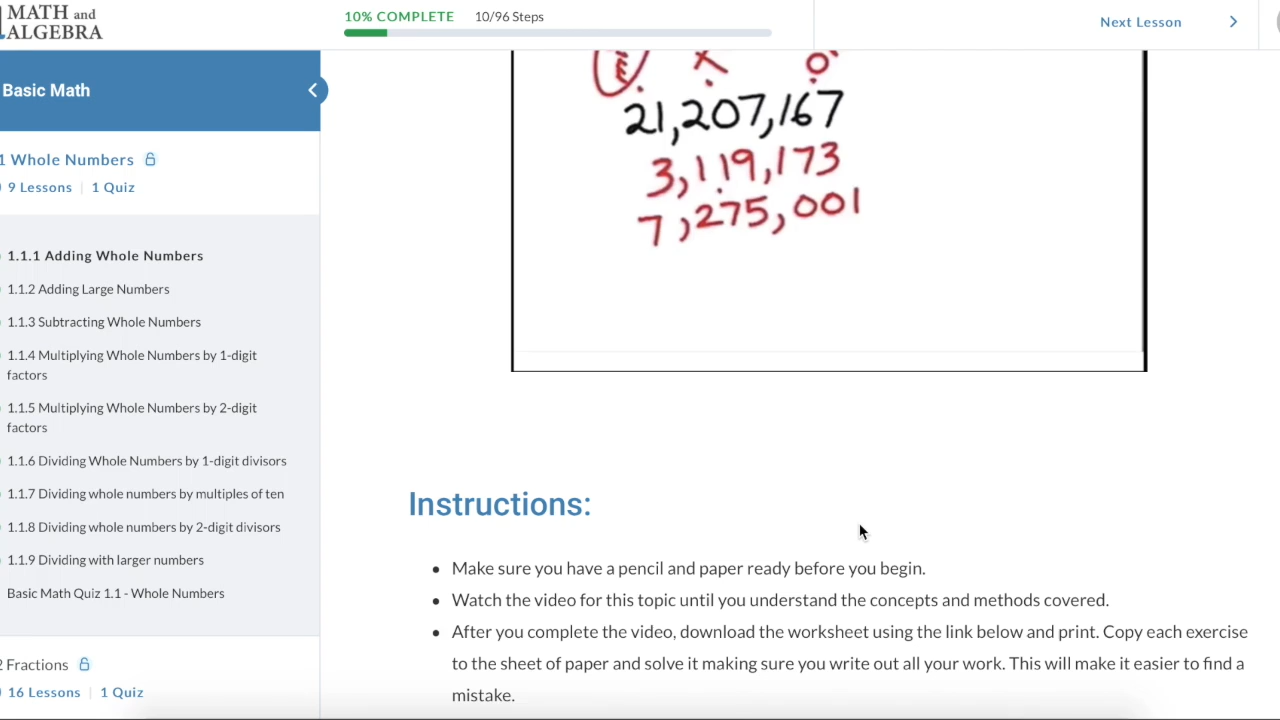 MATH and
ALGEBRA
10% COMPLETE 10/96 Steps
Next Lesson
Basic Math
1 Whole Numbers
9 Lessons | 1 Quiz
1.1.1 Adding Whole Numbers
1.1.2 Adding Large Numbers
1.1.3 Subtracting Whole Numbers
1.1.4 Multiplying Whole Numbers by 1-digit
factors
1.1.5 Multiplying Whole Numbers by 2-digit
factors
1.1.6 Dividing Whole Numbers by 1-digit divisors
1.1.7 Dividing whole numbers by multiples of ten
1.1.8 Dividing whole numbers by 2-digit divisors
1.1.9 Dividing with larger numbers
Basic Math Quiz 1.1 - Whole Numbers
2 Fractions
16 Lessons | 1 Quiz
21,207,167
3,119,173
7,275,001
Instructions:
• Make sure you have a pencil and paper ready before you begin.
• Watch the video for this topic until you understand the concepts and methods covered.
• After you complete the video, download the worksheet using the link below and print. Copy each exercise
to the sheet of paper and solve it making sure you write out all your work. This will make it easier to find a
mistake.